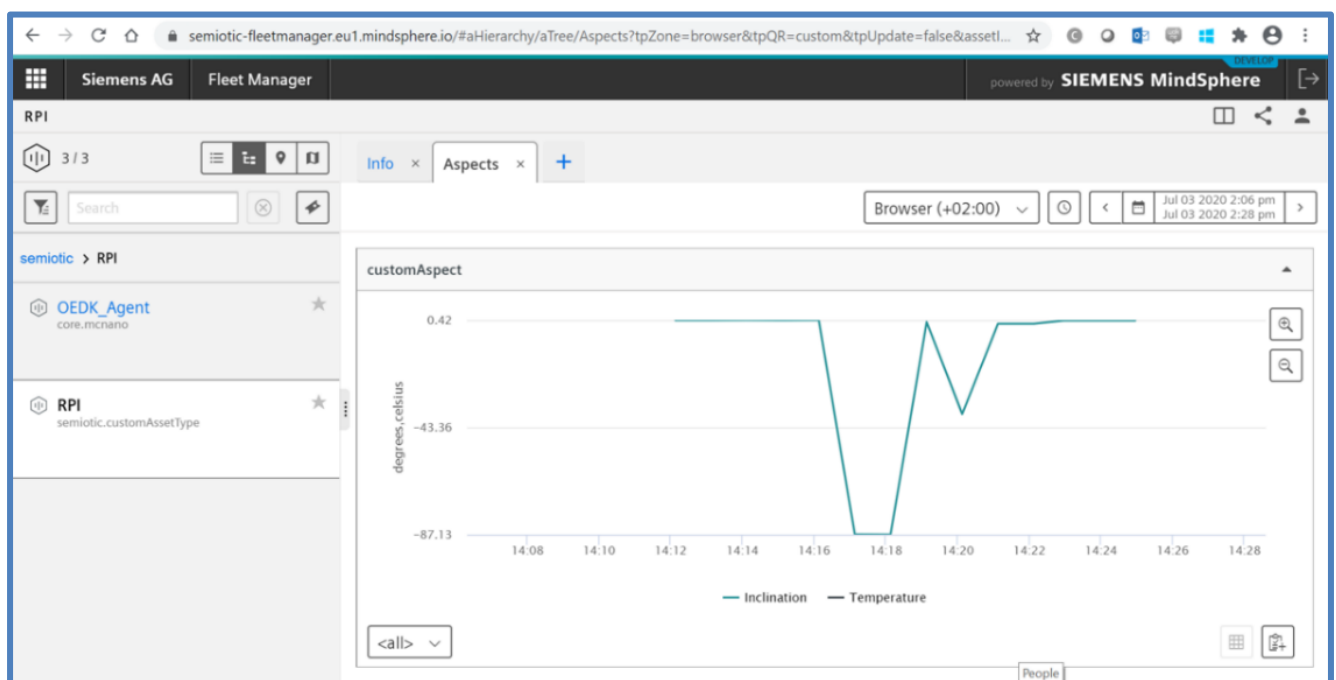 semiotic-fleetmanager.eu1.mindsphere.io/#aHierarchy/aTree/Aspects?tpZone=browser&tpQR=custom&tpUpdate=false&assetI...
DEVELOP
Siemens AG Fleet Manager powered by SIEMENS MindSphere
RPI
3 / 3
Info × Aspects × +
Search
Browser (+02:00)
Jul 03 2020 2:06 pm
Jul 03 2020 2:28 pm
semiotic > RPI
customAspect
OEDK_Agent
core.mcnano
RPI
semiotic.customAssetType
0.42
-43.36
-87.13
degrees,celsius
14:08 14:10 14:12 14:14 14:16 14:18 14:20 14:22 14:24 14:26 14:28
Inclination Temperature
<all>
People